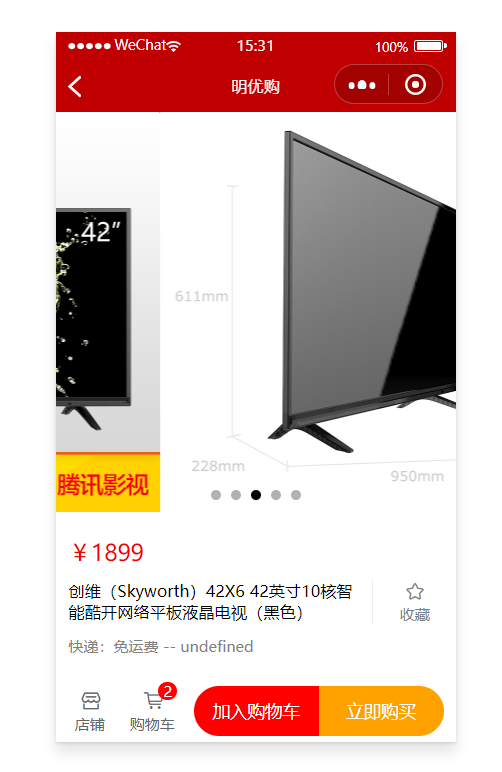 WeChat 15:31 100%
明优购
42″
611mm
228mm
950mm
腾讯影视
￥1899
创维（Skyworth）42X6 42英寸10核智
能酷开网络平板液晶电视（黑色）
收藏
快递：免运费 -- undefined
2
店铺 购物车 加入购物车 立即购买